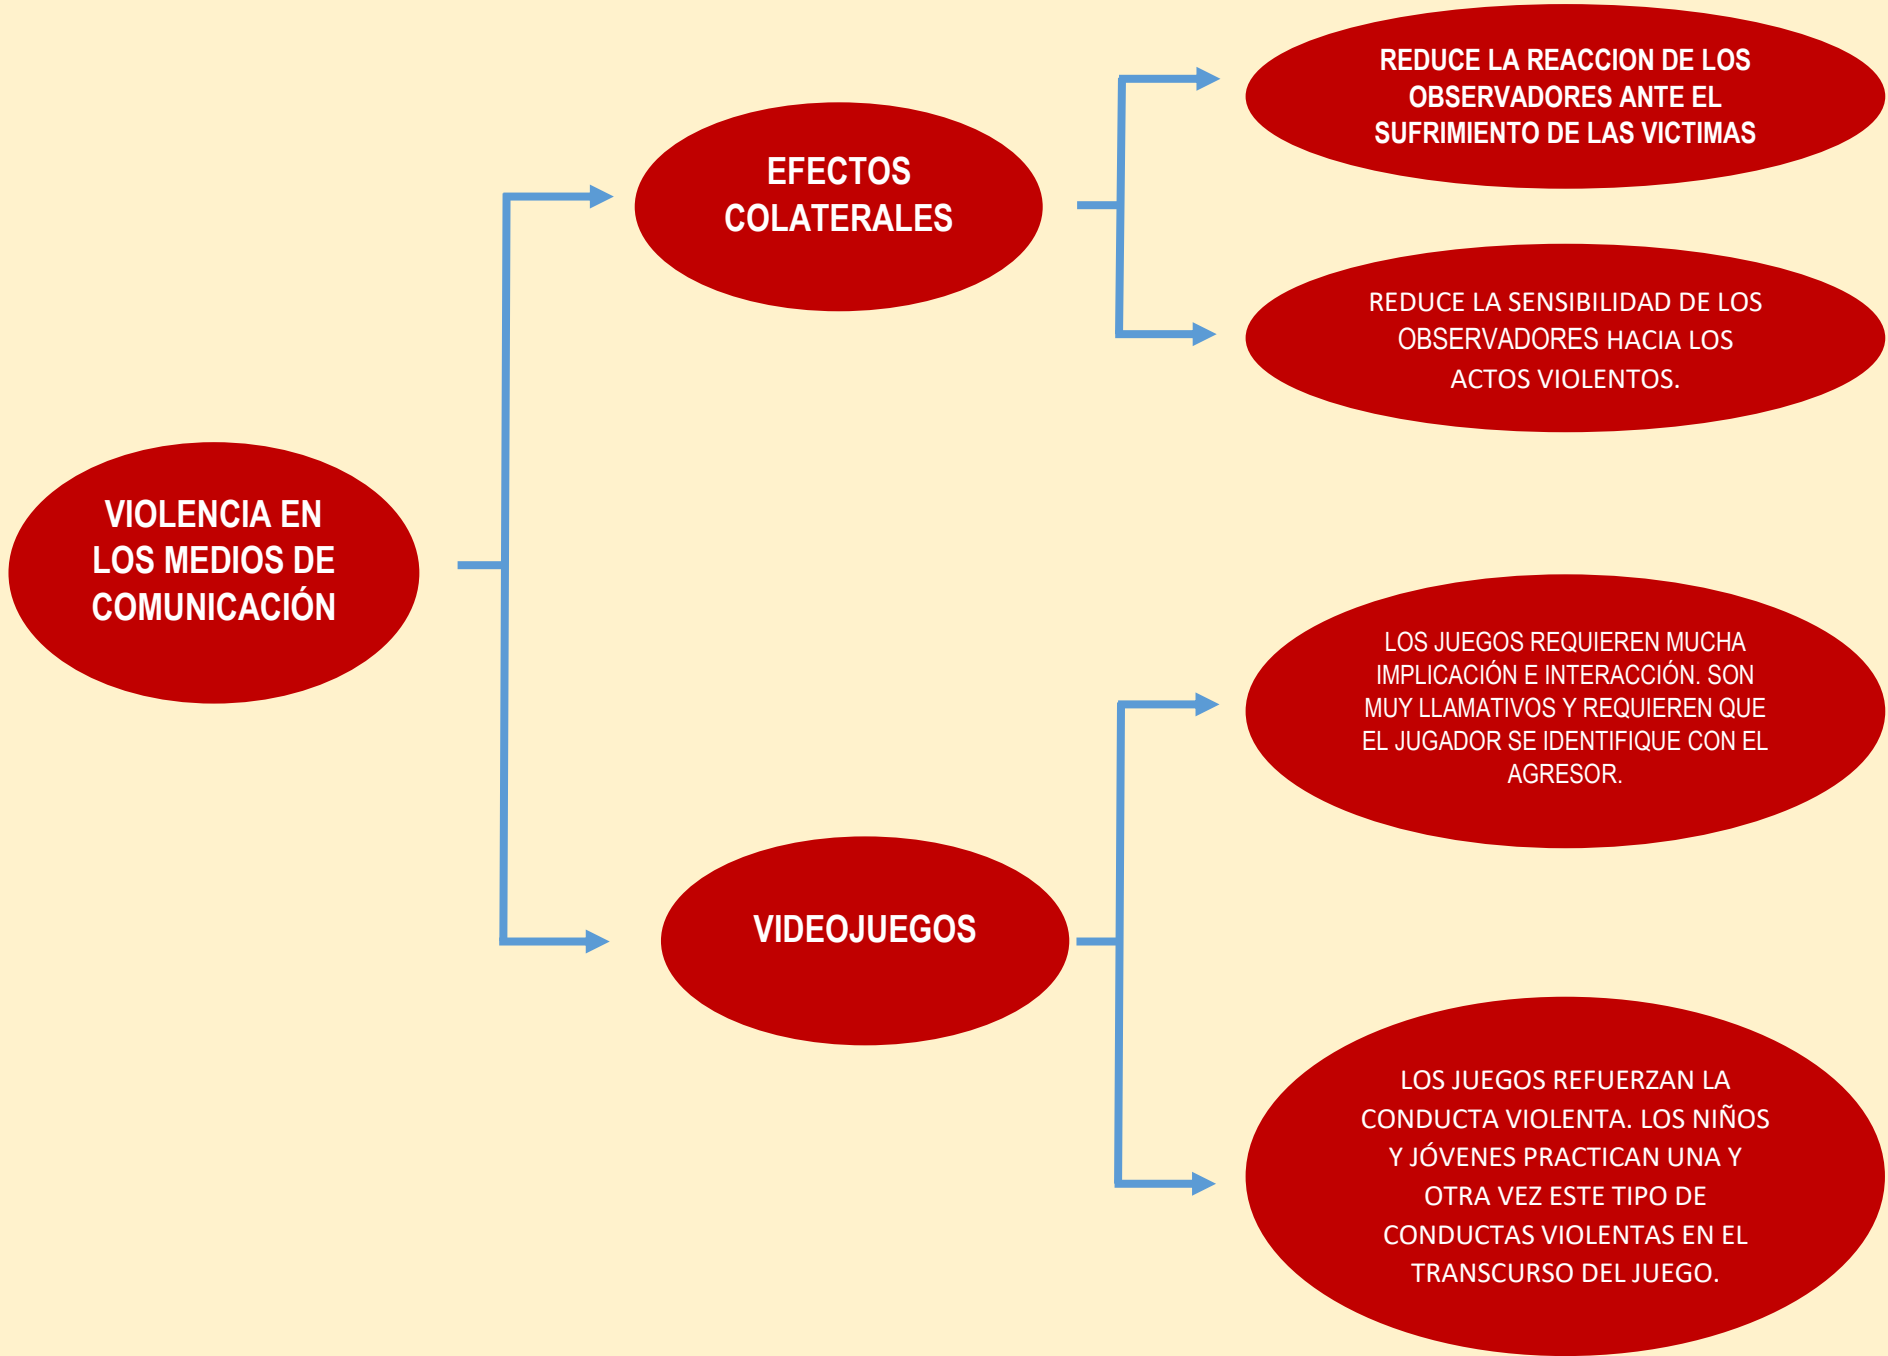 REDUCE LA REACCION DE LOS
OBSERVADORES ANTE EL
SUFRIMIENTO DE LAS VICTIMAS
EFECTOS
COLATERALES
REDUCE LA SENSIBILIDAD DE LOS
OBSERVADORES HACIA LOS
ACTOS VIOLENTOS.
VIOLENCIA EN
LOS MEDIOS DE
COMUNICACIÓN
LOS JUEGOS REQUIEREN MUCHA
IMPLICACIÓN E INTERACCIÓN. SON
MUY LLAMATIVOS Y REQUIEREN QUE
EL JUGADOR SE IDENTIFIQUE CON EL
AGRESOR.
VIDEOJUEGOS
LOS JUEGOS REFUERZAN LA
CONDUCTA VIOLENTA. LOS NIÑOS
Y JÓVENES PRACTICAN UNA Y
OTRA VEZ ESTE TIPO DE
CONDUCTAS VIOLENTAS EN EL
TRANSCURSO DEL JUEGO.